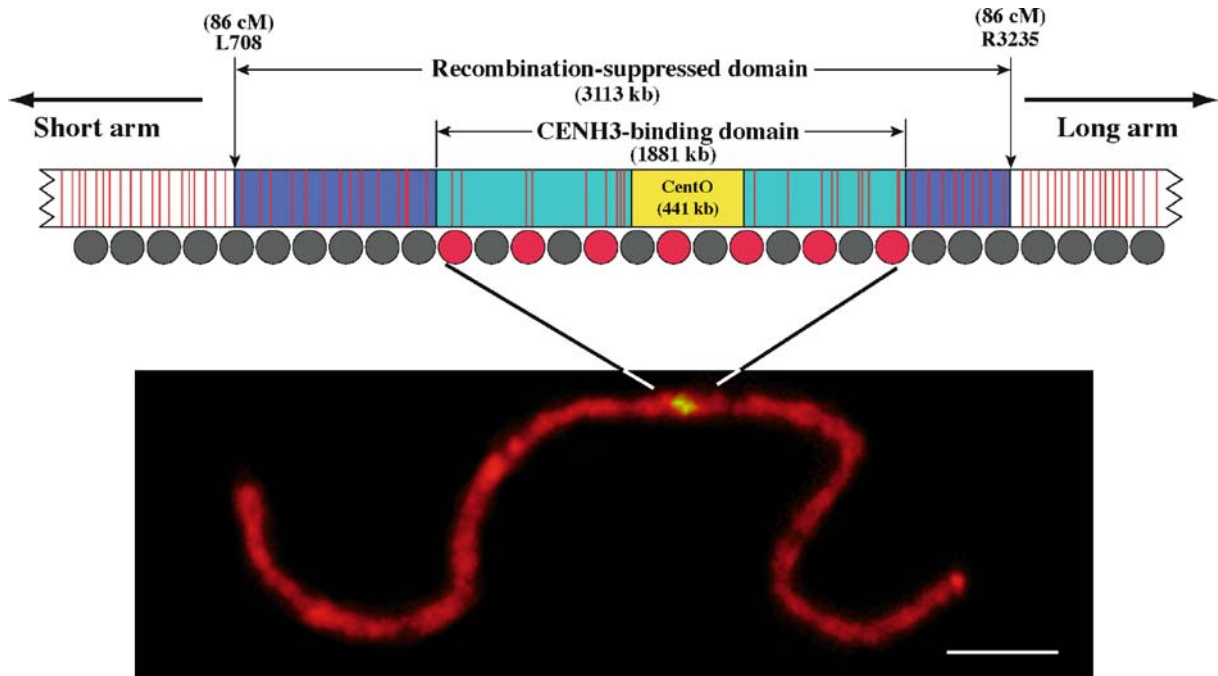 (86 cM)
L708
(86 cM)
R3235
Recombination-suppressed domain
(3113 kb)
Short arm
Long arm
CENH3-binding domain
(1881 kb)
CentO
(441 kb)